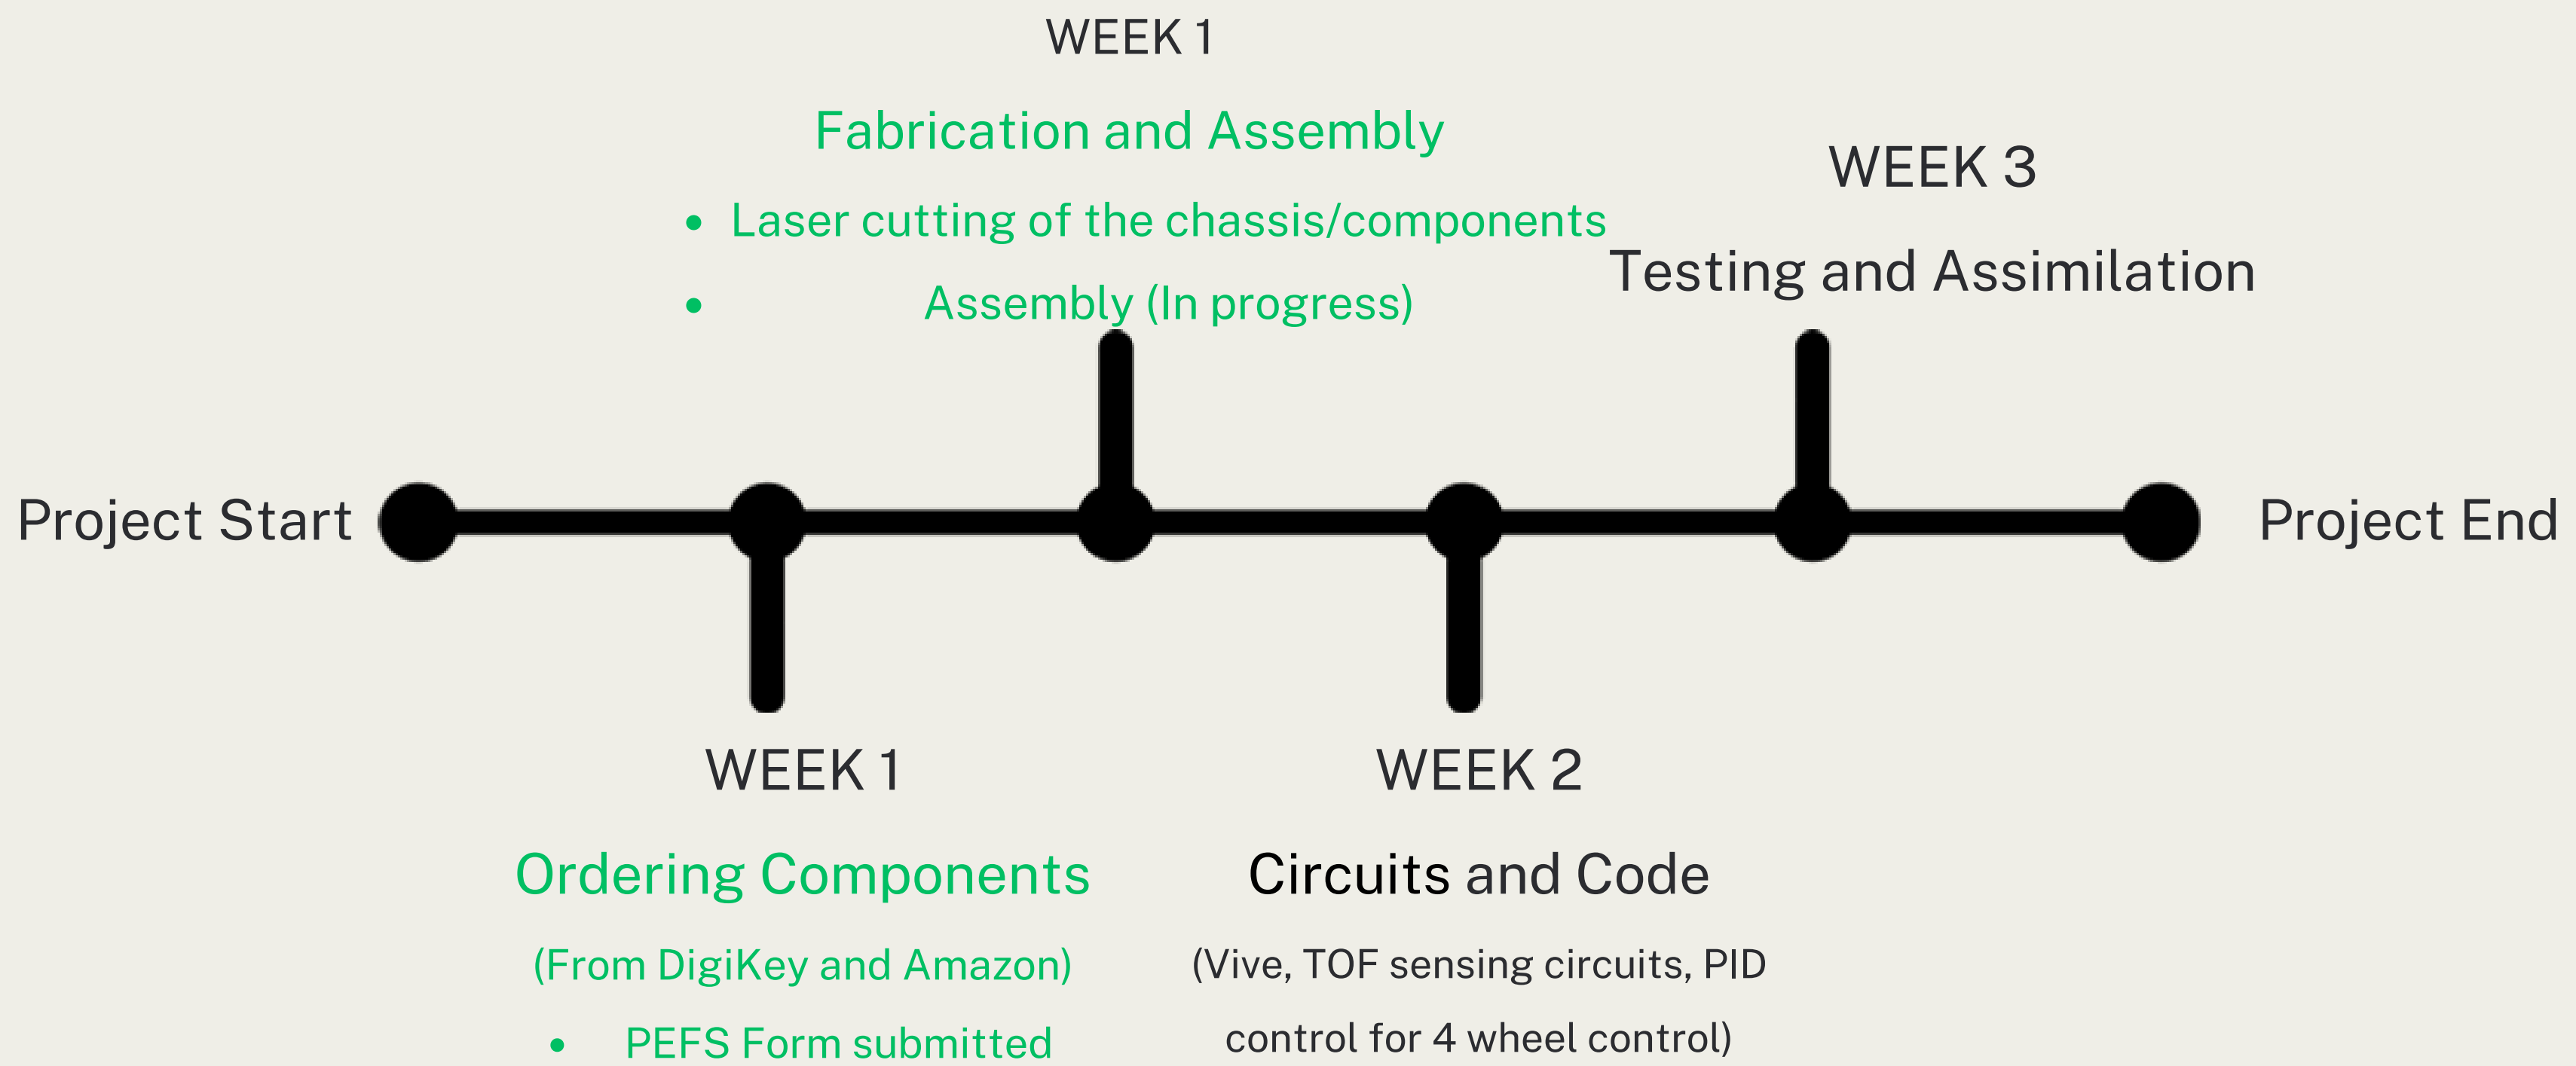 WEEK 1
Fabrication and Assembly
• Laser cutting of the chassis/components
• Assembly (In progress)
WEEK 3
Testing and Assimilation
Project Start
Project End
WEEK 1
Ordering Components
(From DigiKey and Amazon)
• PEFS Form submitted
WEEK 2
Circuits and Code
(Vive, TOF sensing circuits, PID
control for 4 wheel control)